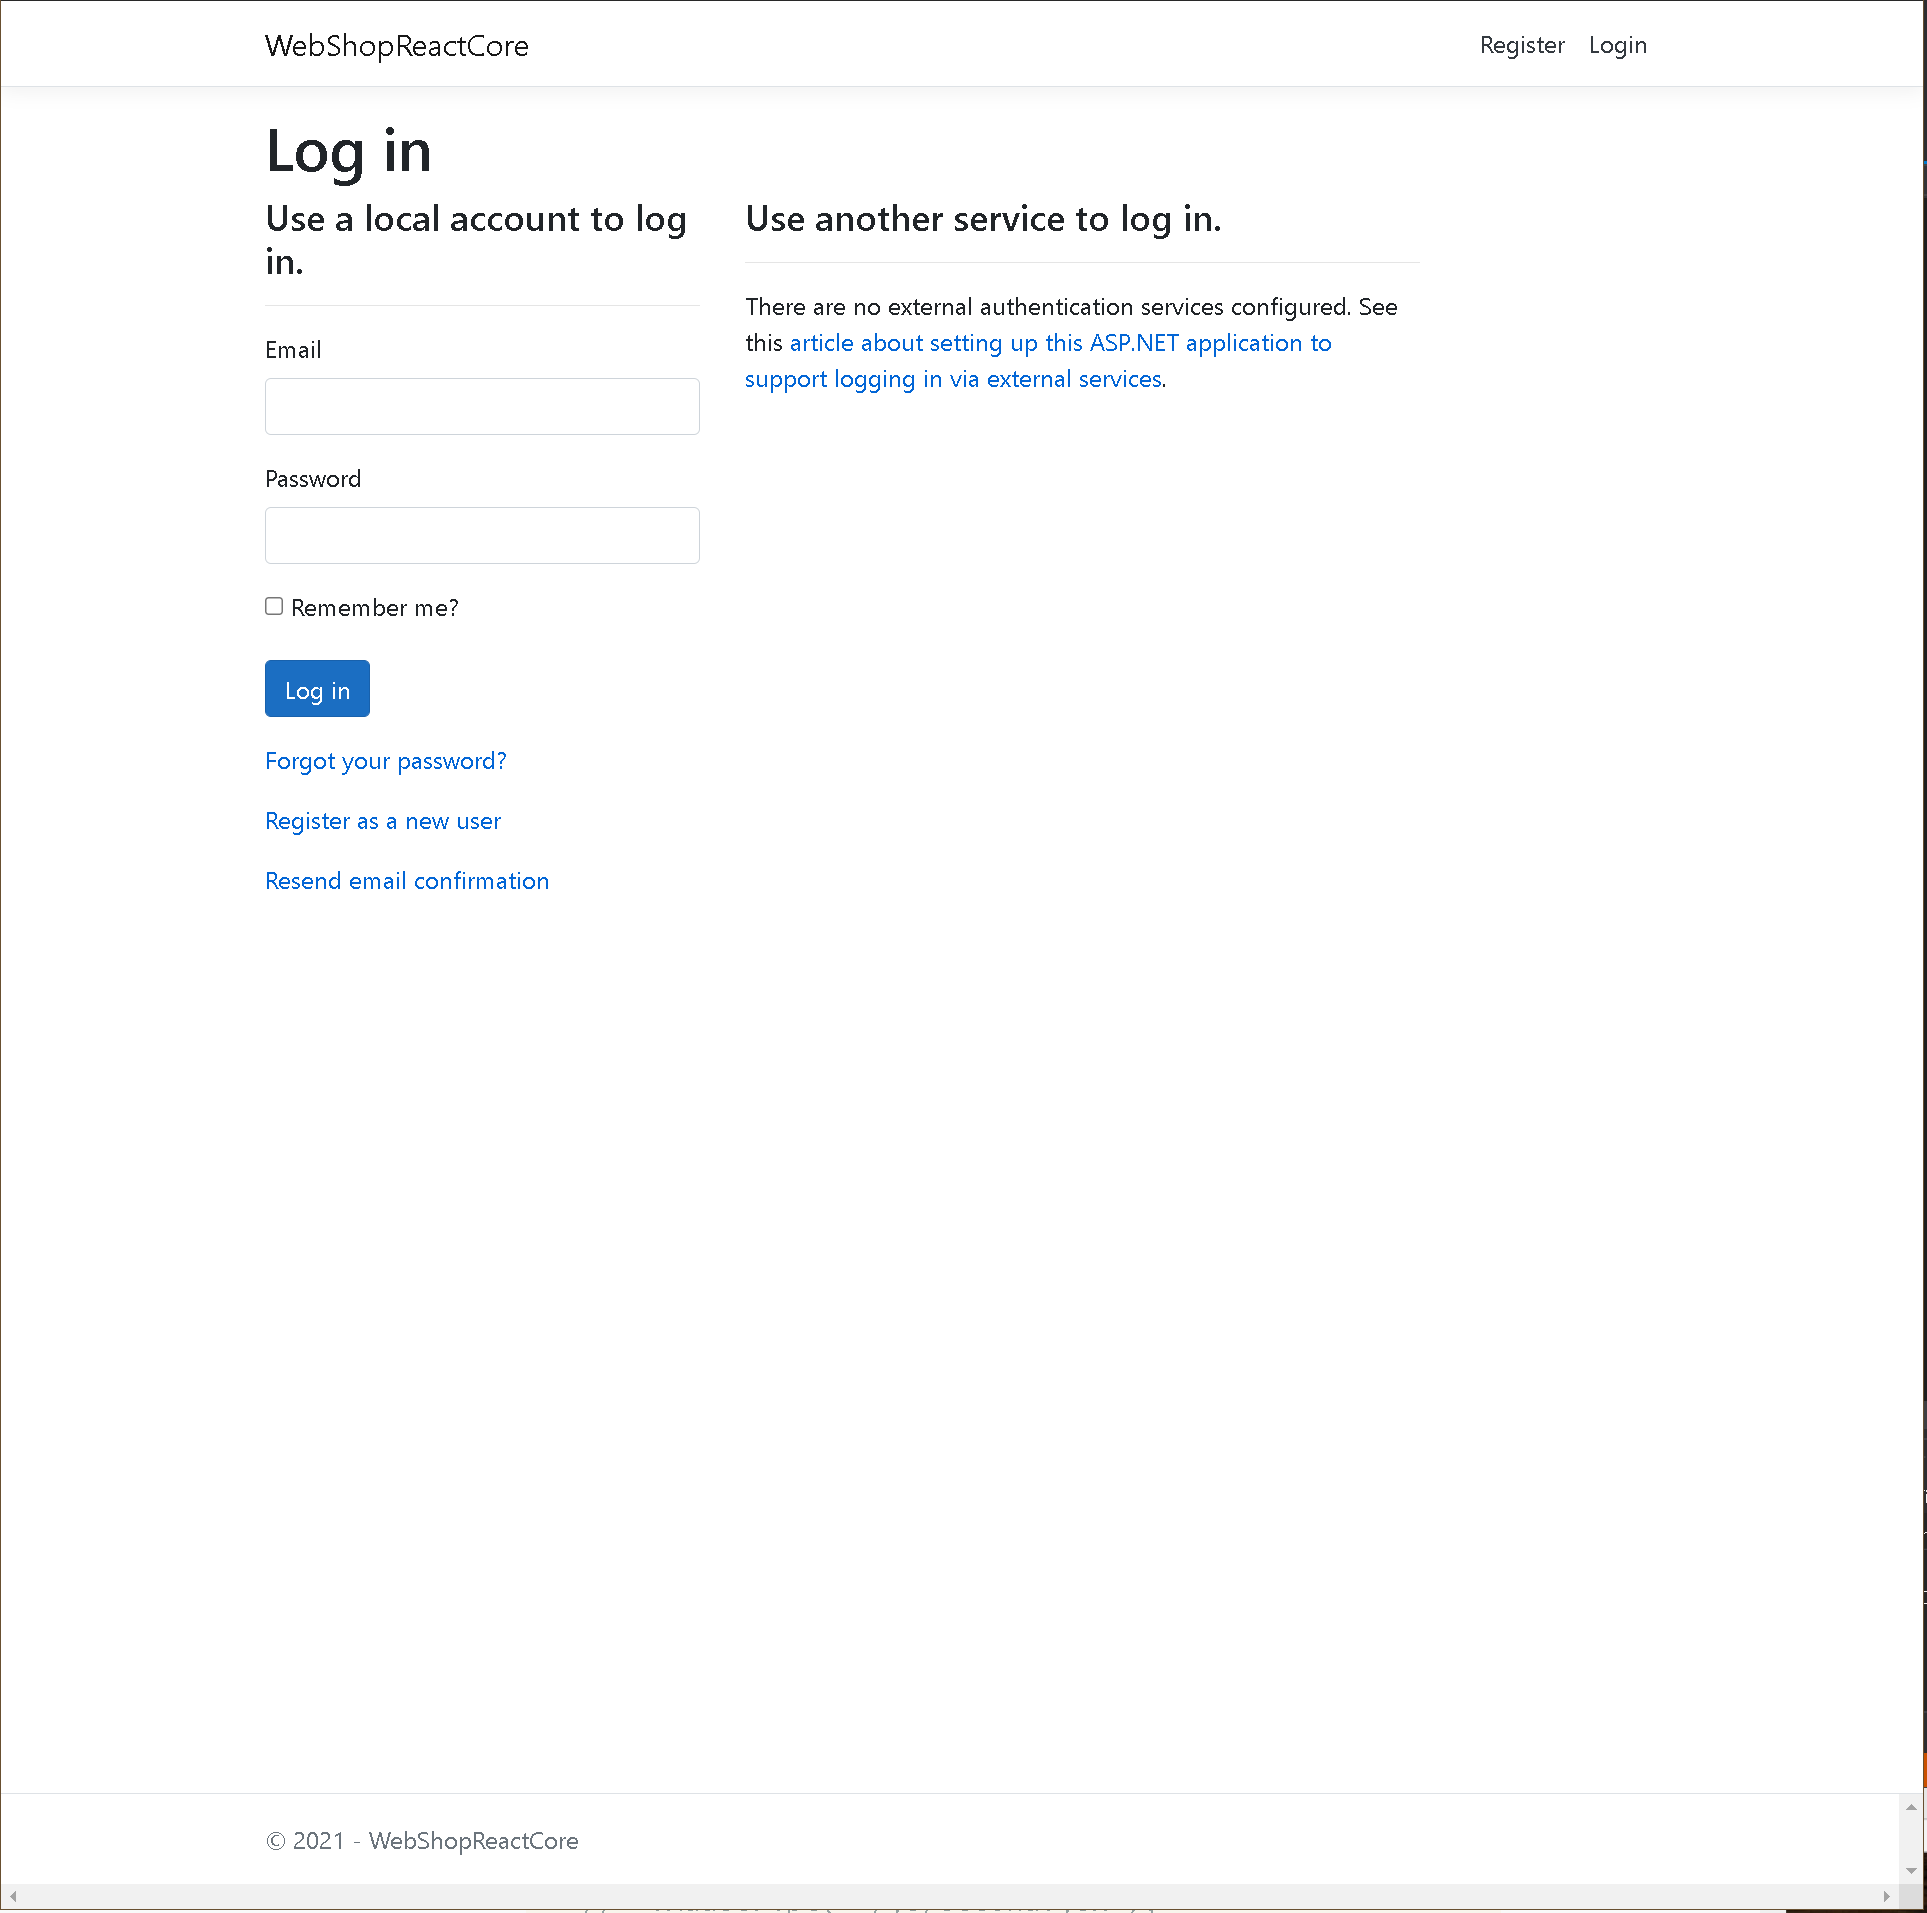 WebShopReactCore
Register Login
Log in
Use a local account to log
in.
Email
Password
Remember me?
Log in
Forgot your password?
Register as a new user
Resend email confirmation
Use another service to log in.
There are no external authentication services configured. See
this article about setting up this ASP.NET application to
support logging in via external services.
© 2021 - WebShopReactCore